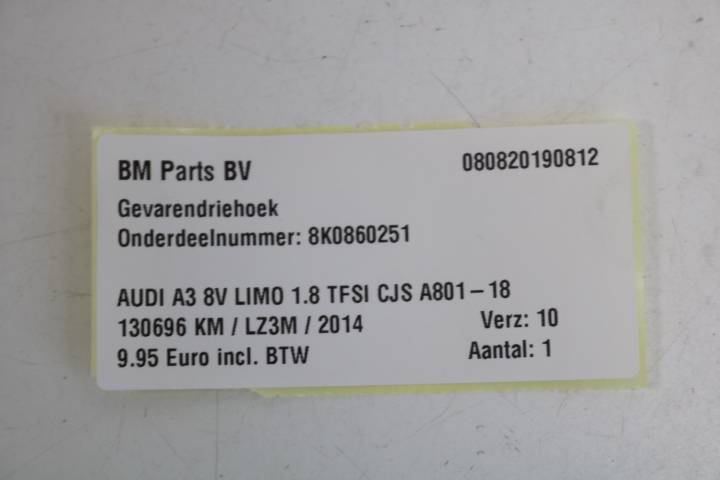 BM Parts BV 080820190812
Gevarendriehoek
Onderdeelnummer: 8K0860251
AUDI A3 8V LIMO 1.8 TFSI CJS A801-18
130696 KM / LZ3M / 2014 Verz: 10
9.95 Euro incl. BTW Aantal: 1